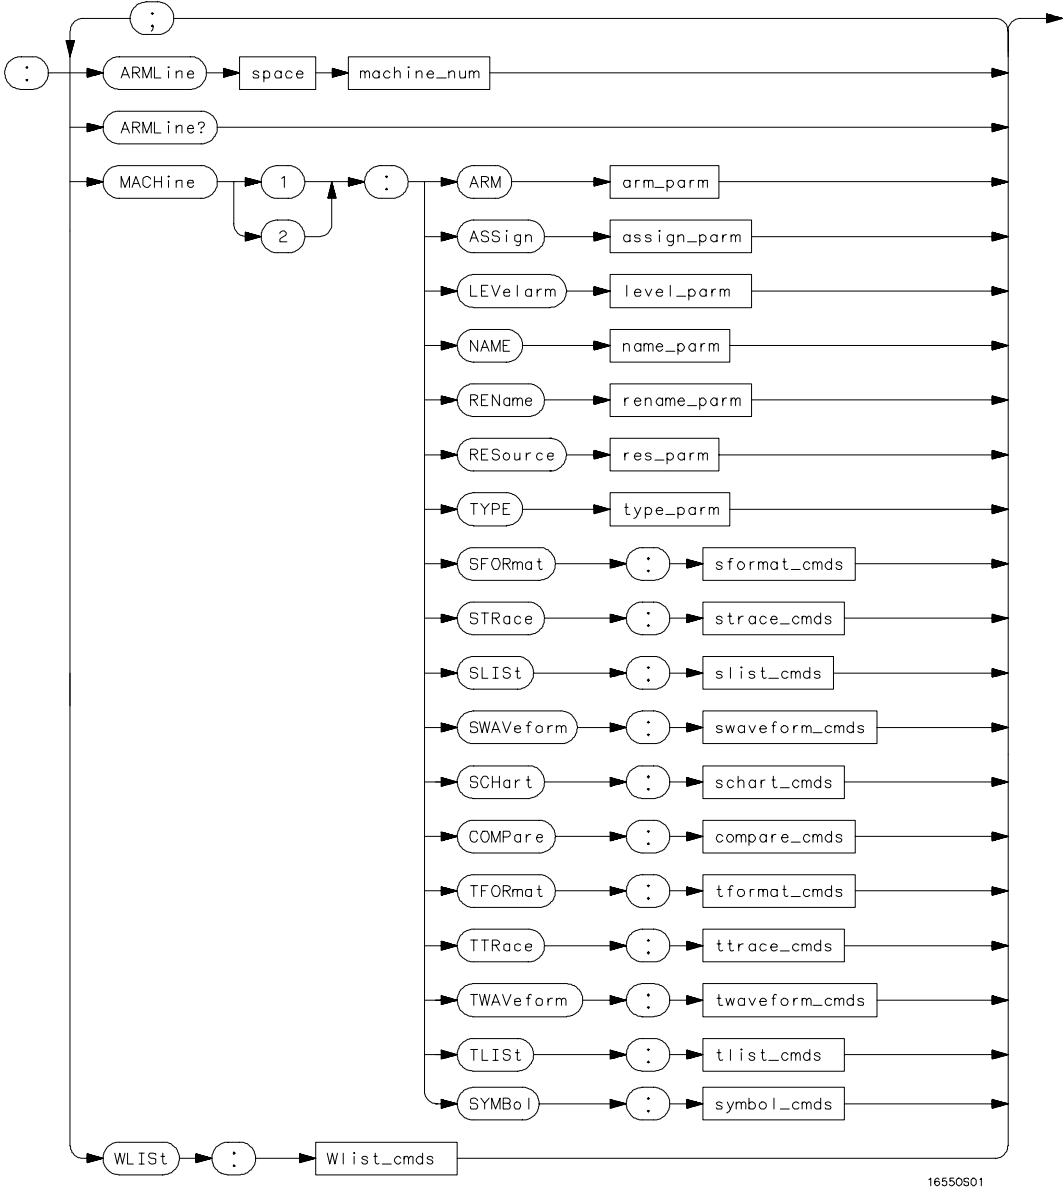 ;
: ARMLine space machine_num
ARMLine?
MACHine 1 : ARM arm_parm
2 ASSign assign_parm
LEVelarm level_parm
NAME name_parm
REName rename_parm
RESource res_parm
TYPE type_parm
SFORmat : sformat_cmds
STRace : strace_cmds
SLISt : slist_cmds
SWAVeform : swaveform_cmds
SCHart : schart_cmds
COMPare : compare_cmds
TFORmat : tformat_cmds
TTRace : ttrace_cmds
TWAVeform : twaveform_cmds
TLISt : tlist_cmds
SYMBol : symbol_cmds
WLISt : Wlist_cmds
16550S01